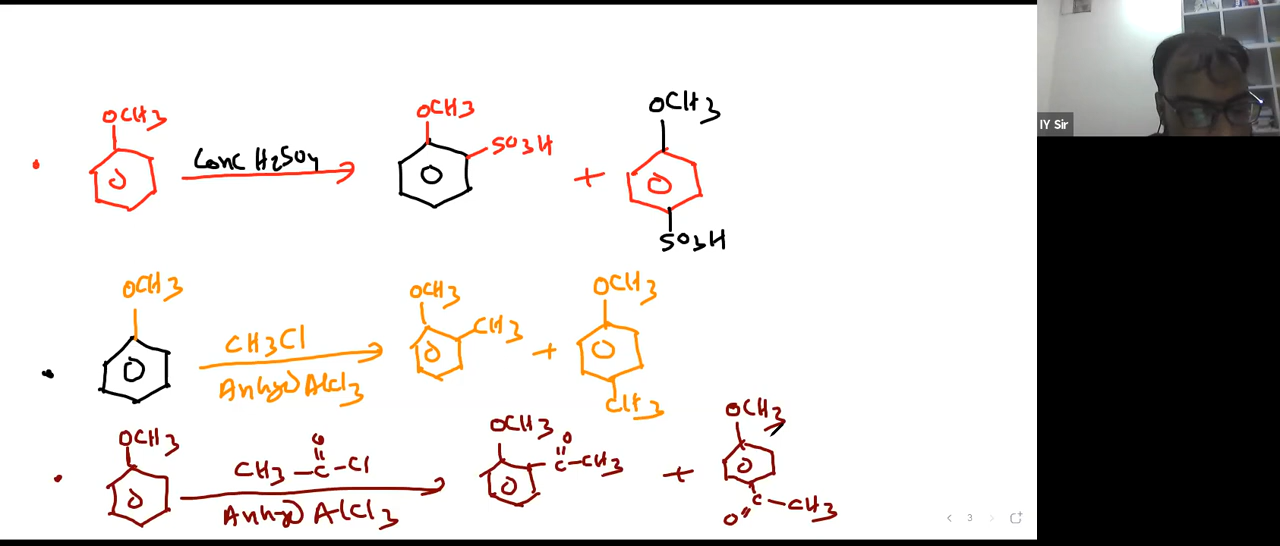 OCH3 OCH3 OCH3
Conc H2SO4 SO3H
+
SO3H
OCH3 OCH3 OCH3
CH3Cl CH3
+
Anhyd AlCl3 CH3
OCH3 OCH3 OCH3
CH3-C-Cl O C-CH3 O
+
Anhyd AlCl3 C-CH3 O
IY Sir
3